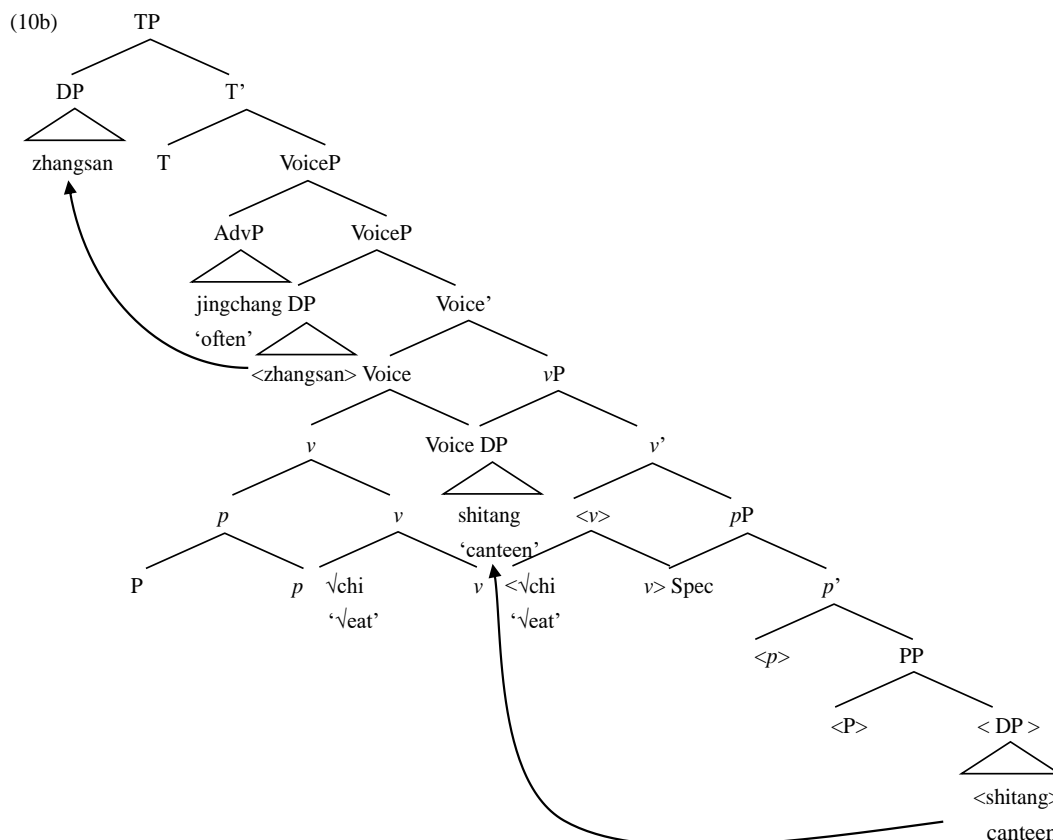 (10b) TP
DP T’
zhangsan T VoiceP
AdvP VoiceP
jingchang DP Voice’
‘often’
<zhangsan> Voice vP
v Voice DP v’
p v shitang <v> pP
‘canteen’
P p √chi v <√chi v> Spec p’
‘√eat’ ‘√eat’
<p> PP
<P> < DP >
<shitang>
canteen